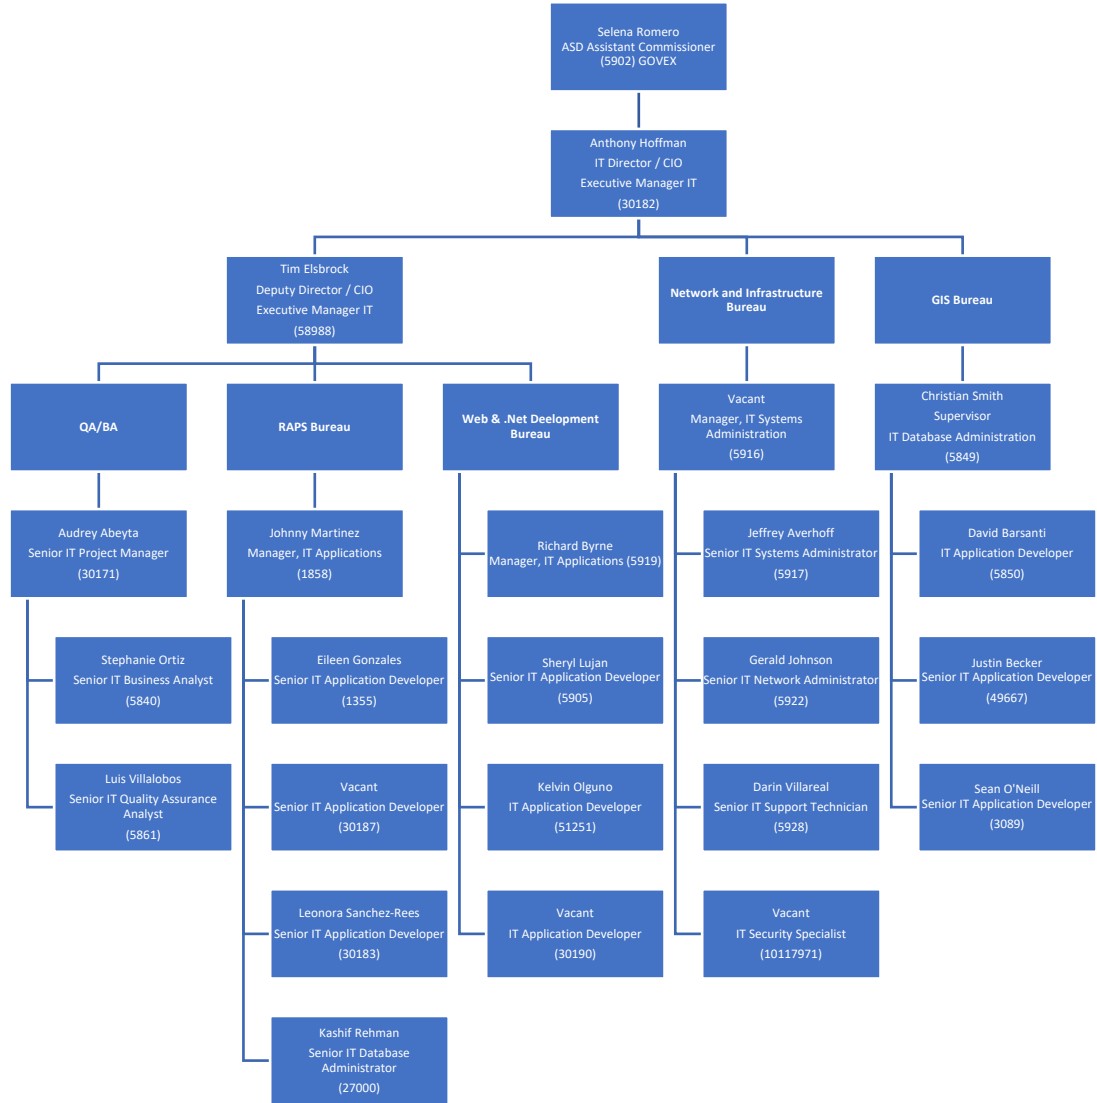 Selena Romero
ASD Assistant Commissioner
(5902) GOVEX
Anthony Hoffman
IT Director / CIO
Executive Manager IT
(30182)
Tim Elsbrock
Deputy Director / CIO
Executive Manager IT
(58988)
Network and Infrastructure
Bureau
GIS Bureau
QA/BA
RAPS Bureau
Web & .Net Deelopment
Bureau
Vacant
Manager, IT Systems
Administration
(5916)
Christian Smith
Supervisor
IT Database Administration
(5849)
Audrey Abeyta
Senior IT Project Manager
(30171)
Johnny Martinez
Manager, IT Applications
(1858)
Richard Byrne
Manager, IT Applications (5919)
Jeffrey Averhoff
Senior IT Systems Administrator
(5917)
David Barsanti
IT Application Developer
(5850)
Stephanie Ortiz
Senior IT Business Analyst
(5840)
Eileen Gonzales
Senior IT Application Developer
(1355)
Sheryl Lujan
Senior IT Application Developer
(5905)
Gerald Johnson
Senior IT Network Administrator
(5922)
Justin Becker
Senior IT Application Developer
(49667)
Luis Villalobos
Senior IT Quality Assurance
Analyst
(5861)
Vacant
Senior IT Application Developer
(30187)
Kelvin Olguno
IT Application Developer
(51251)
Darin Villareal
Senior IT Support Technician
(5928)
Sean O'Neill
Senior IT Application Developer
(3089)
Leonora Sanchez-Rees
Senior IT Application Developer
(30183)
Vacant
IT Application Developer
(30190)
Vacant
IT Security Specialist
(10117971)
Kashif Rehman
Senior IT Database
Administrator
(27000)